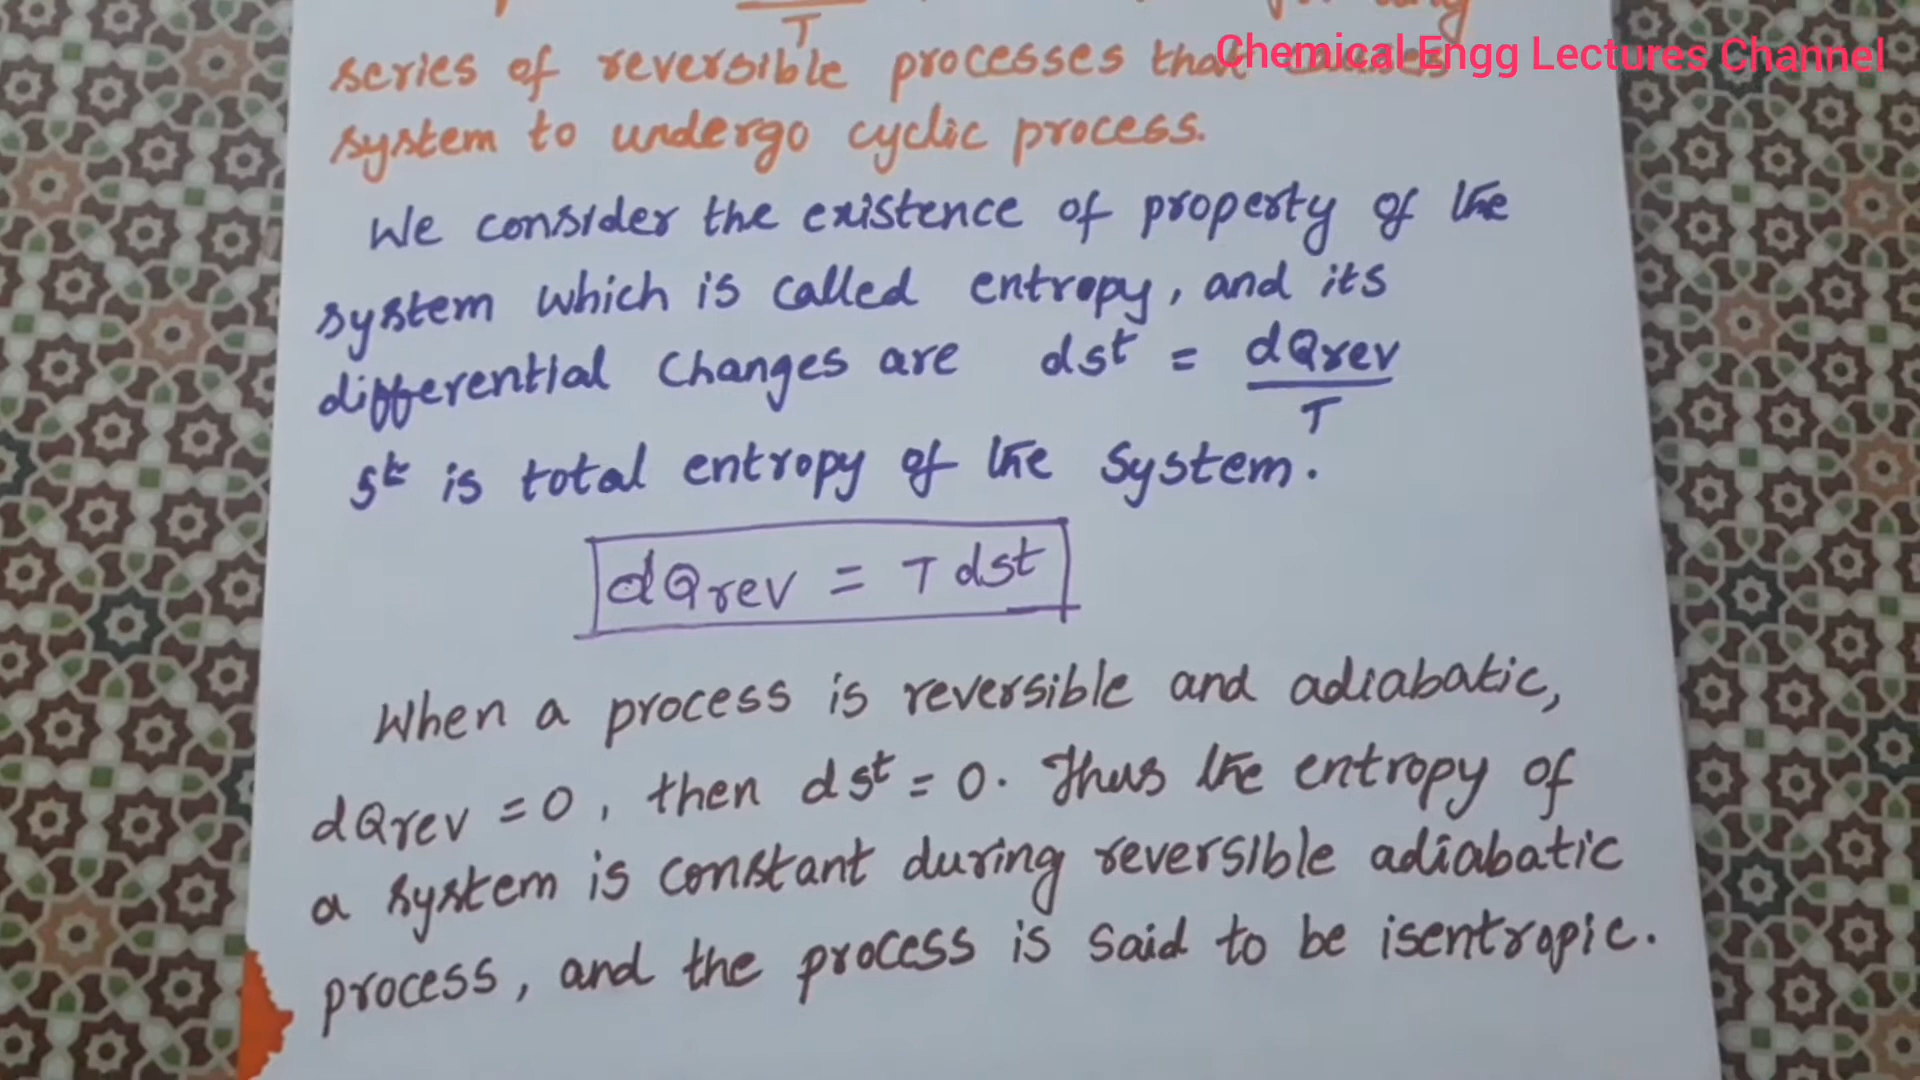 T
Chemical Engg Lectures Channel
series of reversible processes that causes
system to undergo cyclic process.
We consider the existence of property of the
system which is called entropy, and its
differential changes are dSᵗ = dQrev
T
Sᵗ is total entropy of the system.
dQrev = T dSᵗ
When a process is reversible and adiabatic,
dQrev = 0, then dSᵗ = 0. Thus the entropy of
a system is constant during reversible adiabatic
process, and the process is said to be isentropic.